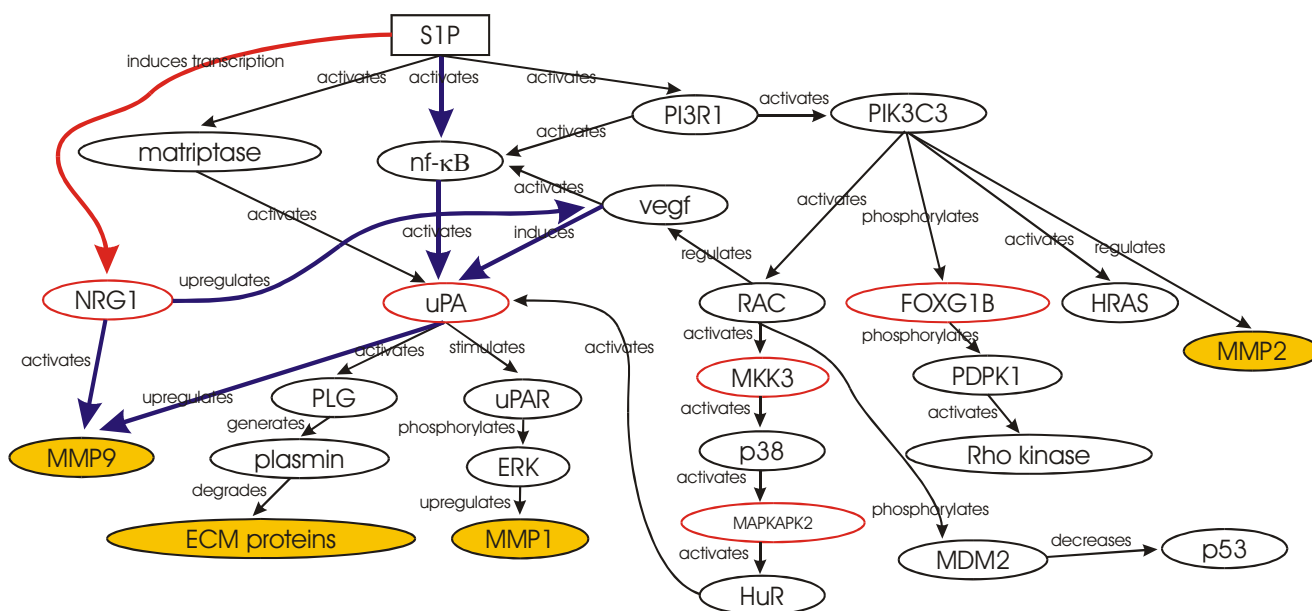 S1P
induces transcription
activates
activates
activates
PI3R1
activates
PIK3C3
matriptase
activates
nf-κB
activates
vegf
activates
phosphorylates
activates
activates
induces
activates
regulates
regulates
upregulates
NRG1
uPA
RAC
FOXG1B
HRAS
MMP2
activates
activates
stimulates
activates
activates
phosphorylates
upregulates
PLG
uPAR
MKK3
PDPK1
generates
phosphorylates
activates
activates
MMP9
plasmin
ERK
p38
Rho kinase
degrades
upregulates
activates
ECM proteins
MMP1
MAPKAPK2
phosphorylates
activates
MDM2
decreases
p53
HuR